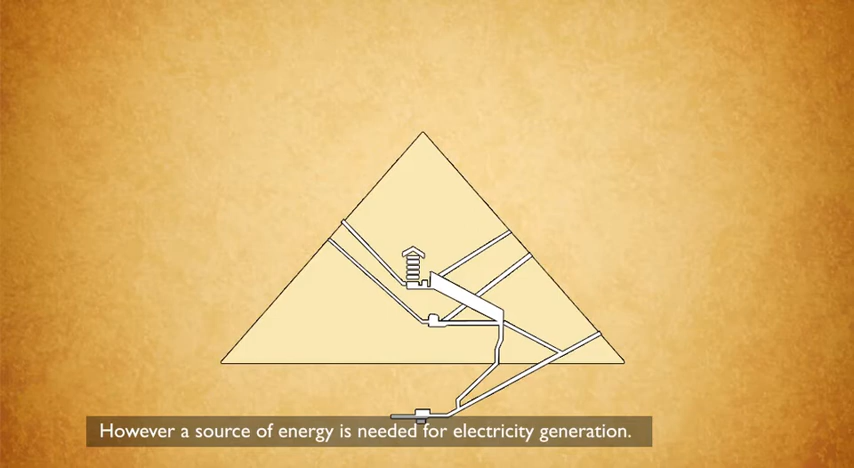 However a source of energy is needed for electricity generation.